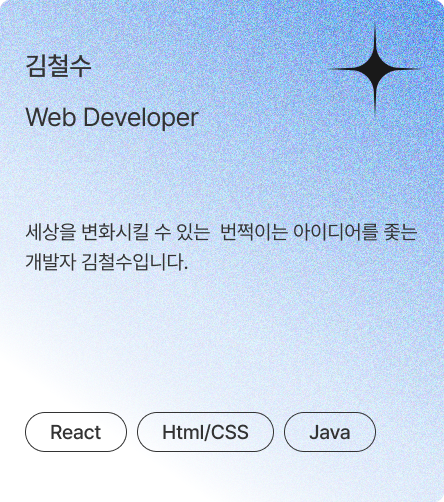 김철수
Web Developer
세상을 변화시킬 수 있는  번쩍이는 아이디어를 좇는
개발자 김철수입니다.
React
Html/CSS
Java